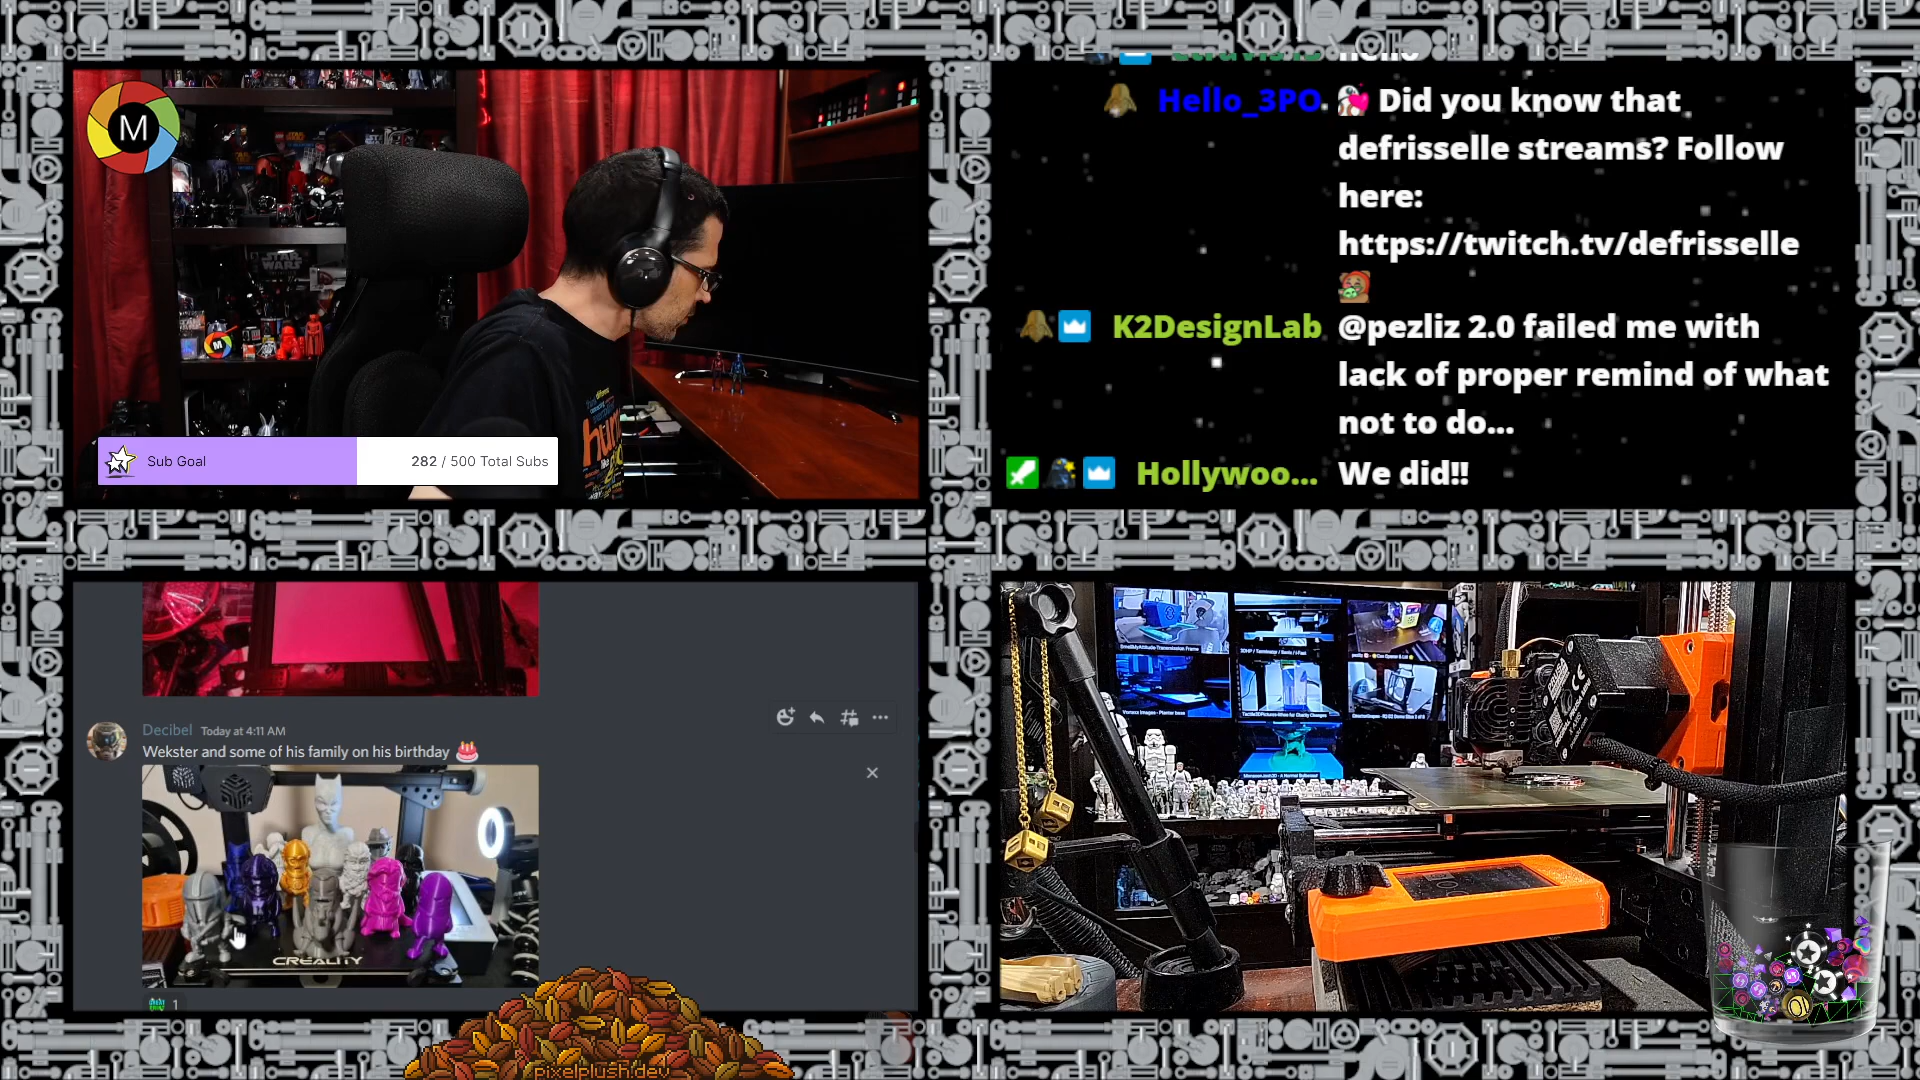 M
STAR WARS
Sub Goal
282 / 500 Total Subs
hello
Hello_3PO
Did you know that
defrisselle streams? Follow
here:
https://twitch.tv/defrisselle
K2DesignLab
@pezliz 2.0 failed me with
lack of proper remind of what
not to do...
Hollywoo...
We did!!
Decibel Today at 4:11 AM
Wekster and some of his family on his birthday
CREALITY
1
pixelplush.dev